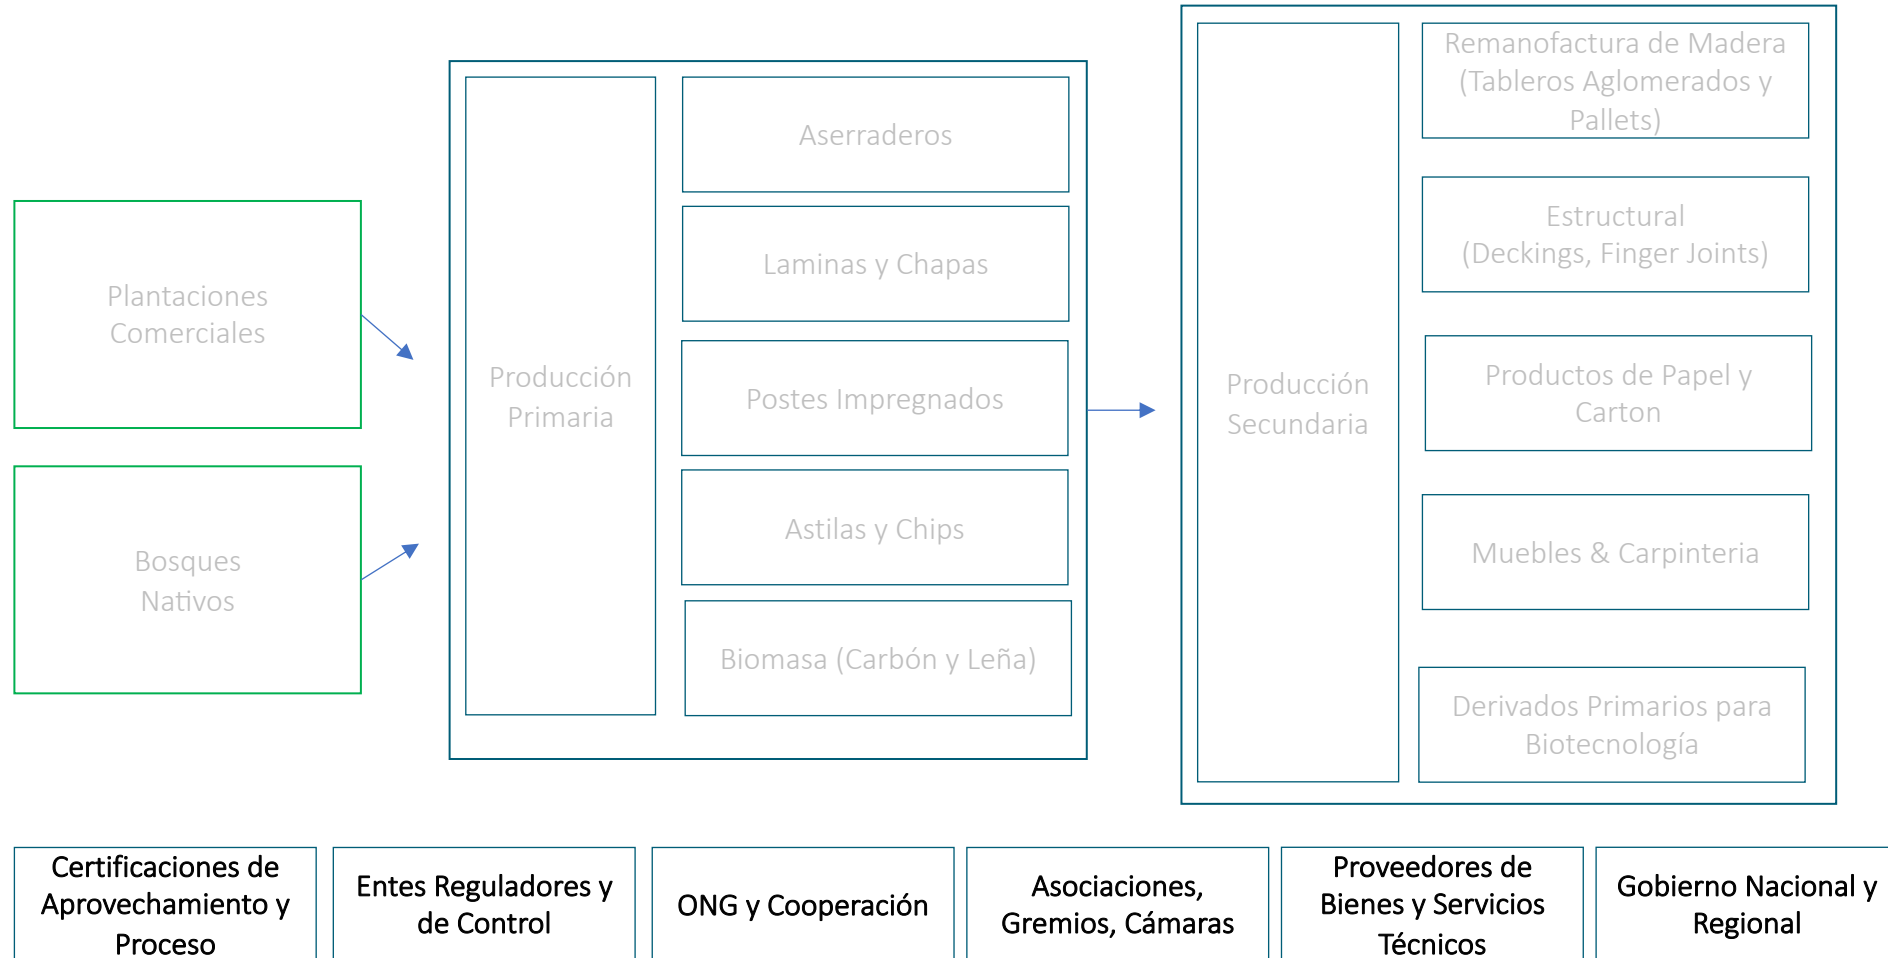 Plantaciones
Comerciales
Bosques
Nativos
Producción
Primaria
Aserraderos
Laminas y Chapas
Postes Impregnados
Astilas y Chips
Biomasa (Carbón y Leña)
Producción
Secundaria
Remanofactura de Madera
(Tableros Aglomerados y
Pallets)
Estructural
(Deckings, Finger Joints)
Productos de Papel y
Carton
Muebles & Carpinteria
Derivados Primarios para
Biotecnología
Certificaciones de
Aprovechamiento y
Proceso
Entes Reguladores y
de Control
ONG y Cooperación
Asociaciones,
Gremios, Cámaras
Proveedores de
Bienes y Servicios
Técnicos
Gobierno Nacional y
Regional